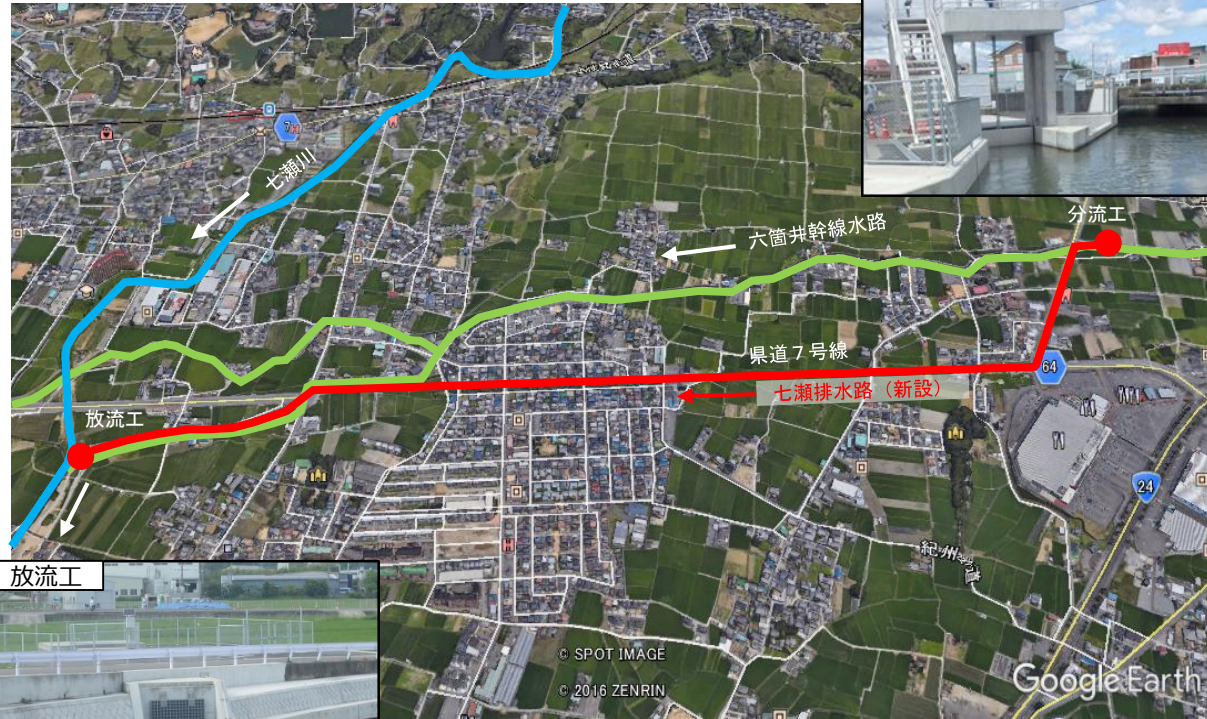 七瀬川
六箇井幹線水路
分流工
県道7号線
64
七瀬排水路(新設)
放流工
24
紀州街道
放流工
© SPOT IMAGE
© 2016 ZENRIN
Google Earth